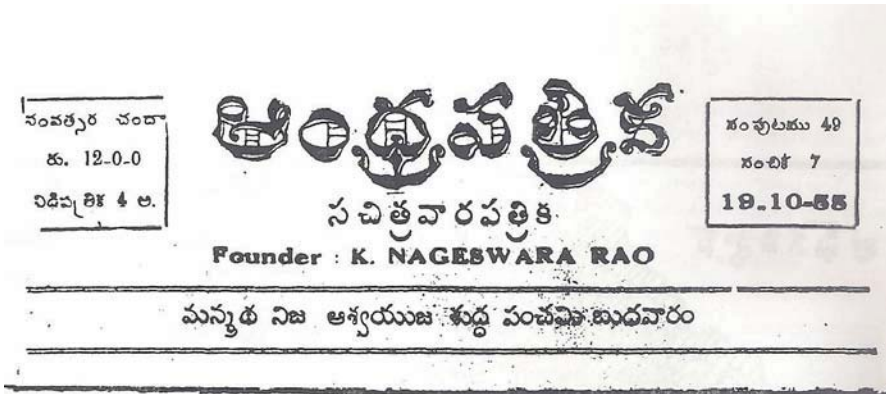 సంవత్సర చందా
రు. 12-0-0
విడిప్రతిక 4 అ.
ఆంధ్రపత్రిక
సచిత్రవారపత్రిక
Founder : K. NAGESWARA RAO
సంపుటము 49
సంచిక 7
19-10-55
మన్మథ నిజ ఆశ్వయుజ శుద్ధ పంచమి బుధవారం